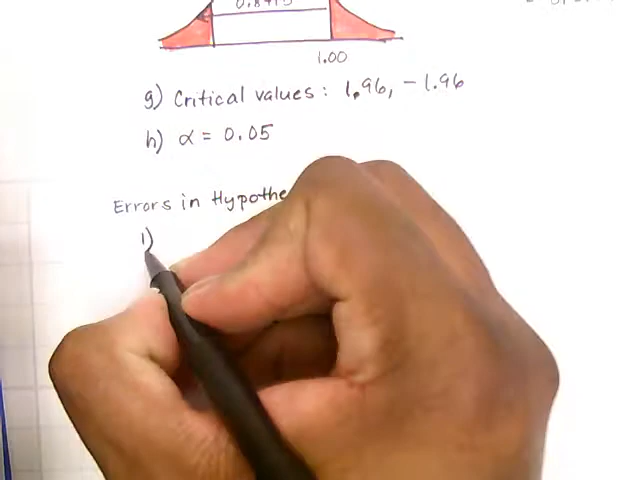 1.00
g) Critical values: 1.96, -1.96
h) α = 0.05
Errors in Hypothe
1)